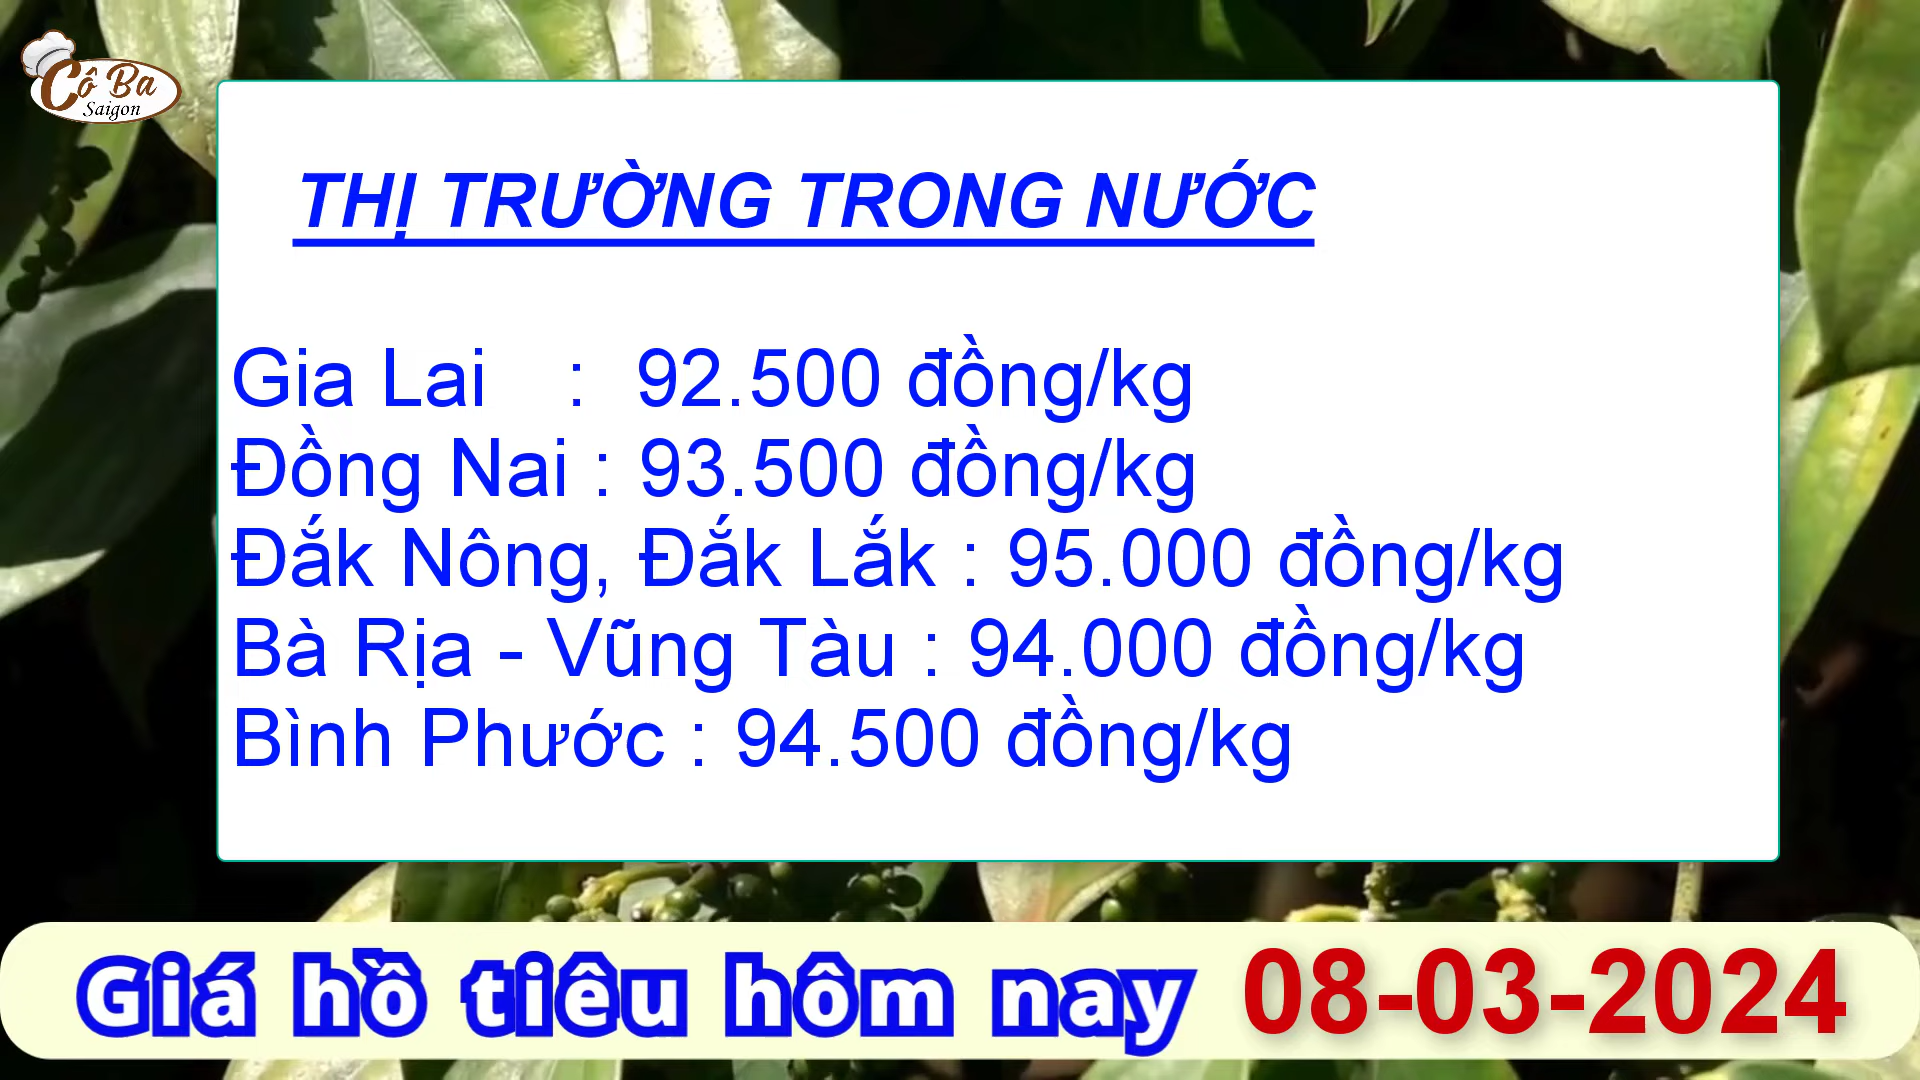 Cô Ba
Saigon
THỊ TRƯỜNG TRONG NƯỚC
Gia Lai : 92.500 đồng/kg
Đồng Nai : 93.500 đồng/kg
Đắk Nông, Đắk Lắk : 95.000 đồng/kg
Bà Rịa - Vũng Tàu : 94.000 đồng/kg
Bình Phước : 94.500 đồng/kg
Giá hồ tiêu hôm nay 08-03-2024